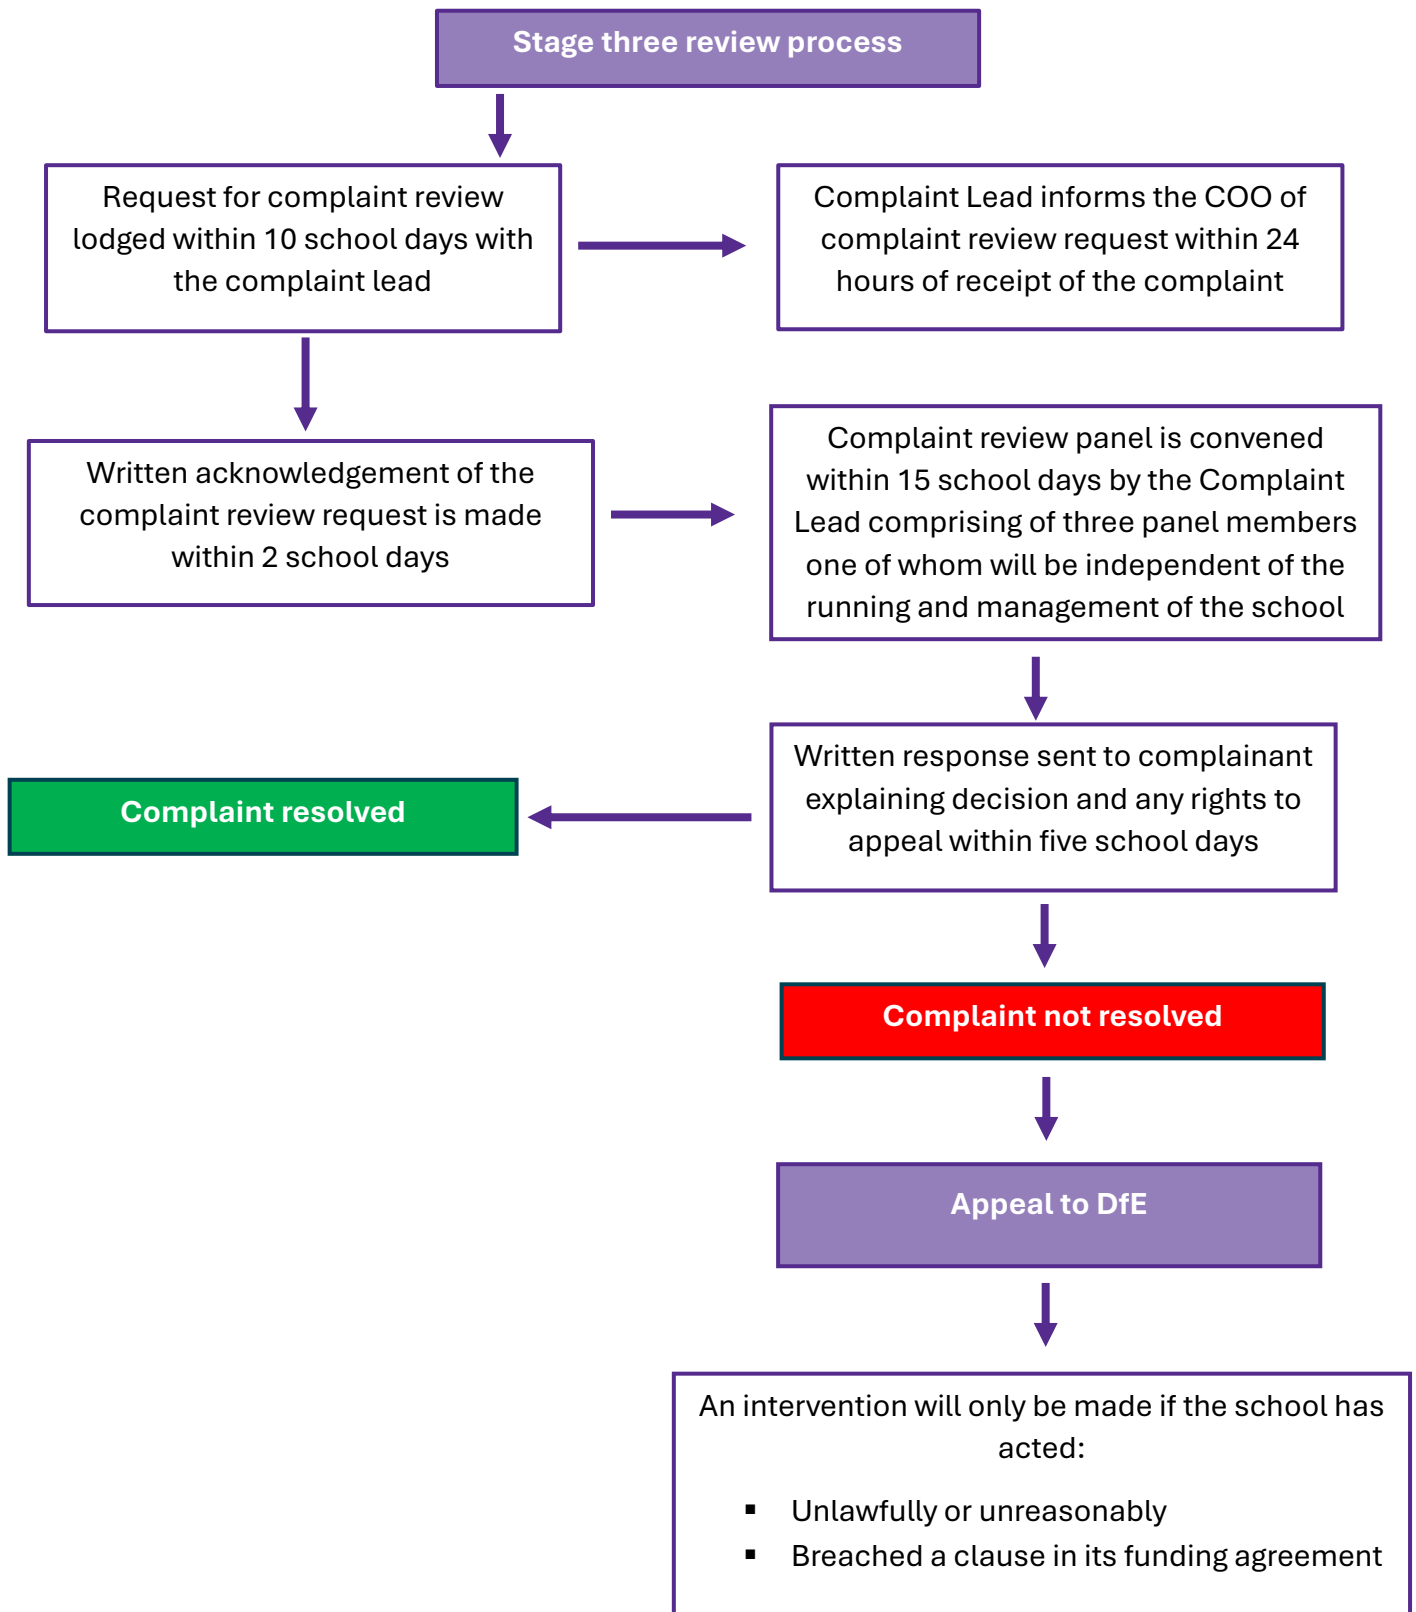 Stage three review process
Request for complaint review
lodged within 10 school days with
the complaint lead
Complaint Lead informs the COO of
complaint review request within 24
hours of receipt of the complaint
Written acknowledgement of the
complaint review request is made
within 2 school days
Complaint review panel is convened
within 15 school days by the Complaint
Lead comprising of three panel members
one of whom will be independent of the
running and management of the school
Written response sent to complainant
explaining decision and any rights to
appeal within five school days
Complaint resolved
Complaint not resolved
Appeal to DfE
An intervention will only be made if the school has
acted:
▪ Unlawfully or unreasonably
▪ Breached a clause in its funding agreement